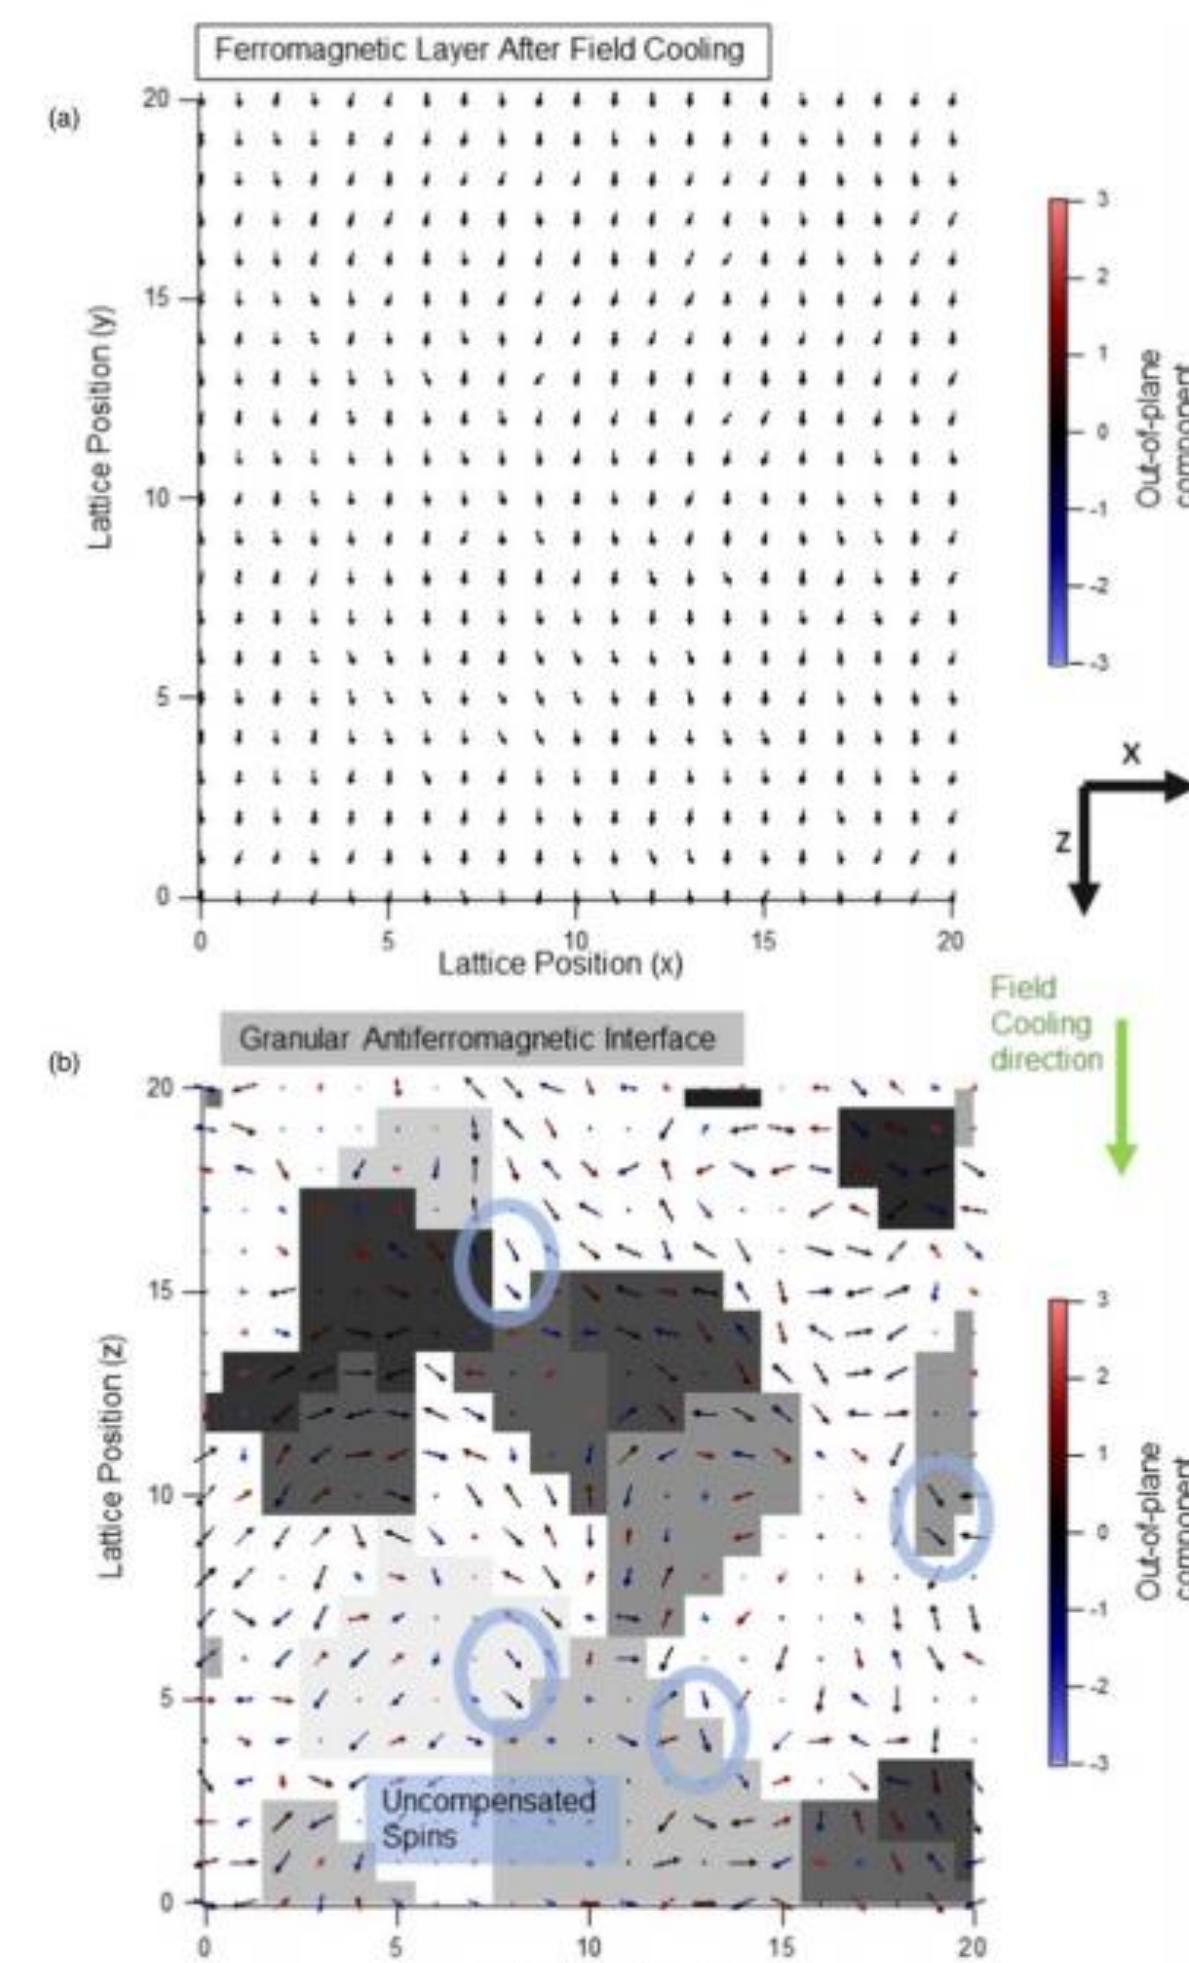 Ferromagnetic Layer After Field Cooling
(a)
20
15
10
5
0
Lattice Position (y)
0 5 10 15 20
Lattice Position (x)
3
2
1
0
-1
-2
-3
Out-of-plane
component
X
Z
Field
Cooling
direction
Granular Antiferromagnetic Interface
(b)
20
15
10
5
0
Lattice Position (z)
Uncompensated
Spins
0 5 10 15 20
3
2
1
0
-1
-2
-3
Out-of-plane
component